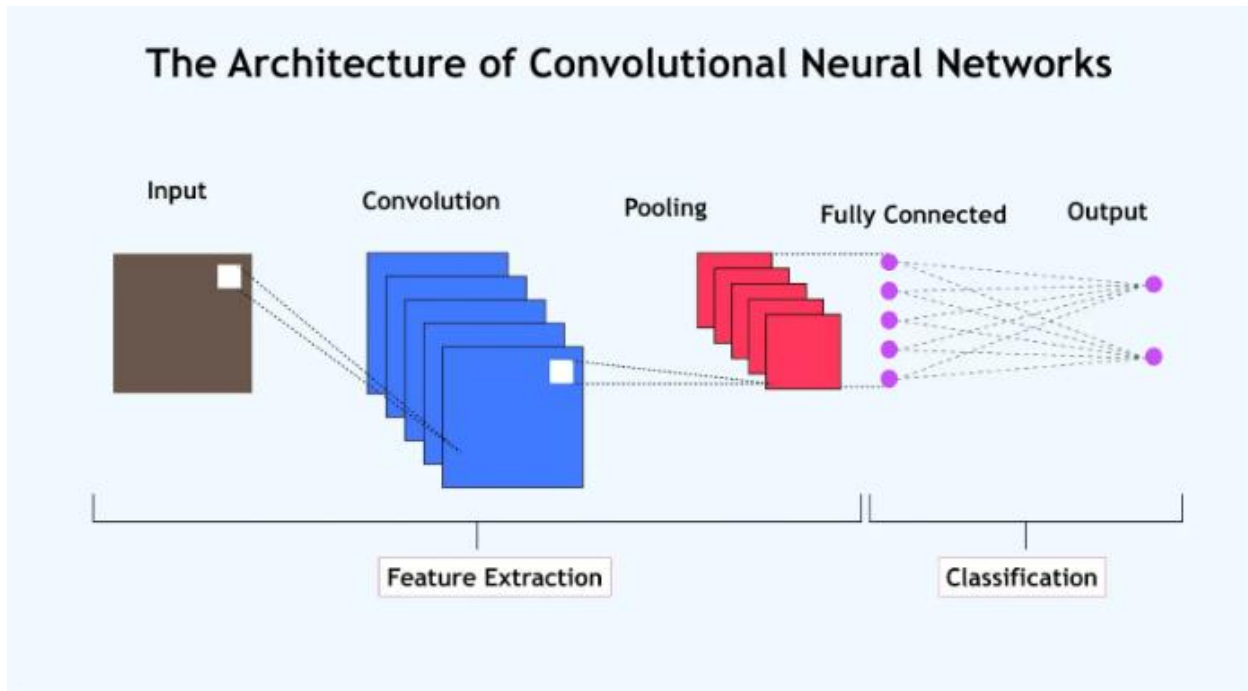 The Architecture of Convolutional Neural Networks
Input
Convolution
Pooling
Fully Connected
Output
Feature Extraction
Classification